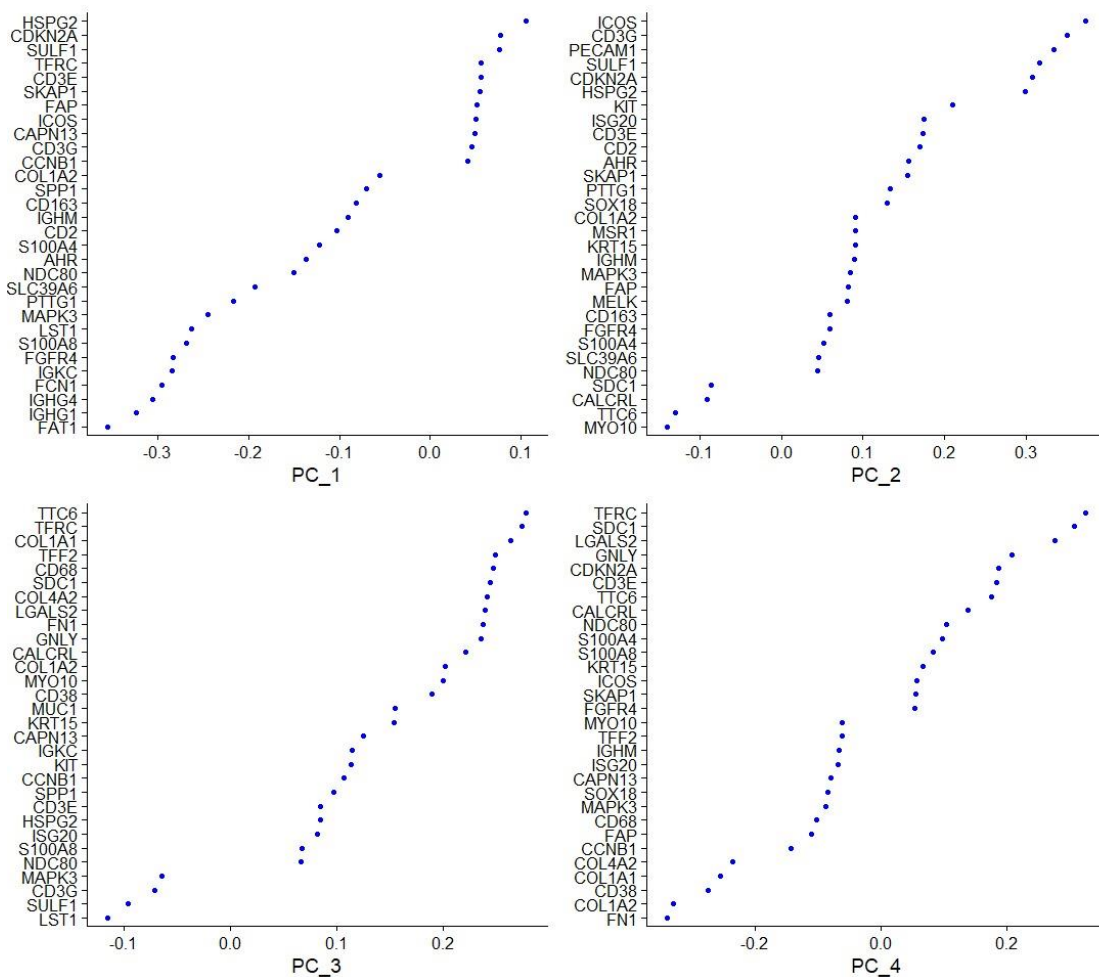 HSPG2
CDKN2A
SULF1
TFRC
CD3E
SKAP1
FAP
ICOS
CAPN13
CD3G
CCNB1
COL1A2
SPP1
CD163
IGHM
CD2
S100A4
AHR
NDC80
SLC39A6
PTTG1
MAPK3
LST1
S100A8
FGFR4
IGKC
FCN1
IGHG4
IGHG1
FAT1
-0.3 -0.2 -0.1 0.0 0.1
PC_1
ICOS
CD3G
PECAM1
SULF1
CDKN2A
HSPG2
KIT
ISG20
CD3E
CD2
AHR
SKAP1
PTTG1
SOX18
COL1A2
MSR1
KRT15
IGHM
MAPK3
FAP
MELK
CD163
FGFR4
S100A4
SLC39A6
NDC80
SDC1
CALCRL
TTC6
MYO10
-0.1 0.0 0.1 0.2 0.3
PC_2
TTC6
TFRC
COL1A1
TFF2
CD68
SDC1
COL4A2
LGALS2
FN1
GNLY
CALCRL
COL1A2
MYO10
CD38
MUC1
KRT15
CAPN13
IGKC
KIT
CCNB1
SPP1
CD3E
HSPG2
ISG20
S100A8
NDC80
MAPK3
CD3G
SULF1
LST1
-0.1 0.0 0.1 0.2
PC_3
TFRC
SDC1
LGALS2
GNLY
CDKN2A
CD3E
TTC6
CALCRL
NDC80
S100A4
S100A8
KRT15
ICOS
SKAP1
FGFR4
MYO10
TFF2
IGHM
ISG20
CAPN13
SOX18
MAPK3
CD68
FAP
CCNB1
COL4A2
COL1A1
CD38
COL1A2
FN1
-0.2 0.0 0.2
PC_4